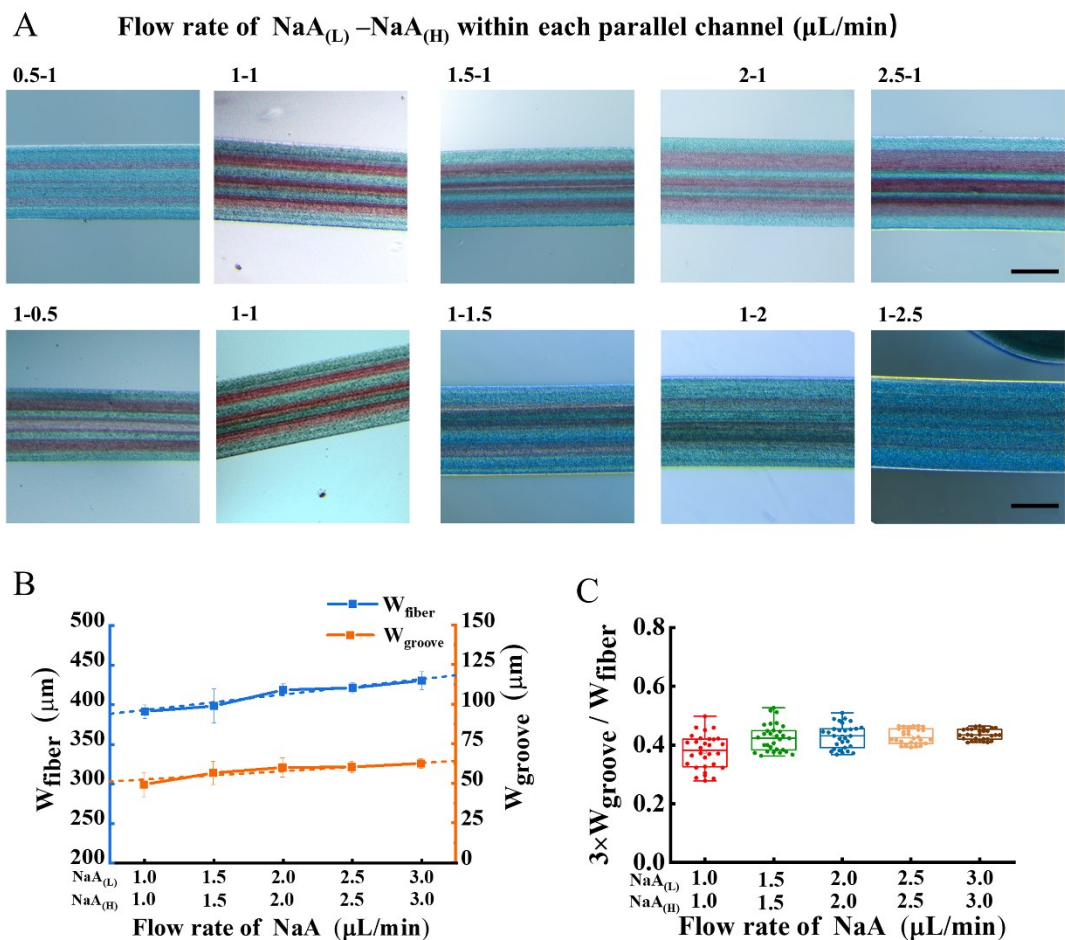 A
Flow rate of NaA(L) –NaA(H) within each parallel channel (μL/min)
0.5-1 1-1 1.5-1 2-1 2.5-1
1-0.5 1-1 1-1.5 1-2 1-2.5
B
Wfiber
Wgroove
500
450
400
350
300
250
200
Wfiber (μm)
150
125
100
75
50
25
0
Wgroove (μm)
NaA(L) 1.0 1.5 2.0 2.5 3.0
NaA(H) 1.0 1.5 2.0 2.5 3.0
Flow rate of NaA (μL/min)
C
0.8
0.6
0.4
0.2
0.0
3×Wgroove / Wfiber
NaA(L) 1.0 1.5 2.0 2.5 3.0
NaA(H) 1.0 1.5 2.0 2.5 3.0
Flow rate of NaA (μL/min)